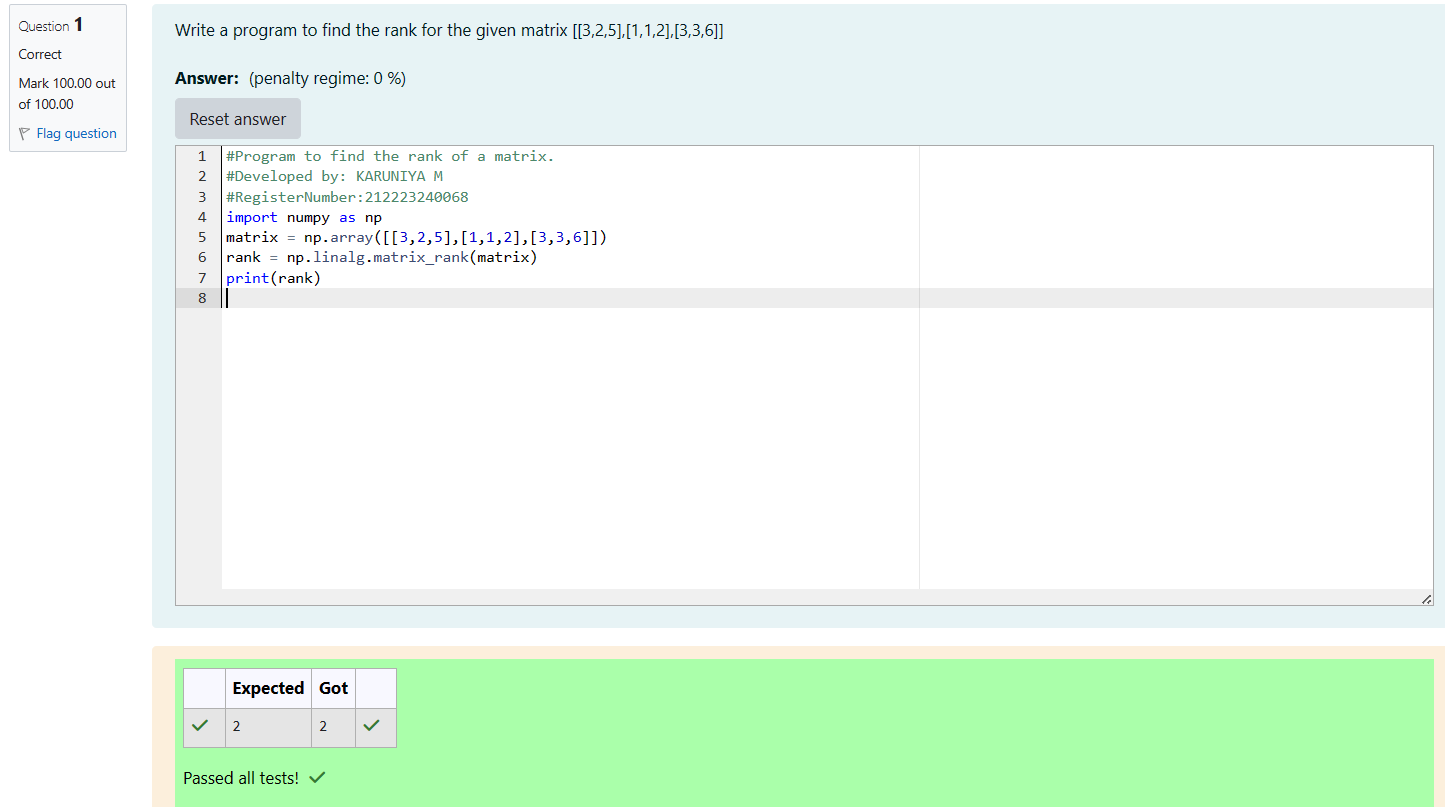 Question 1
Correct
Mark 100.00 out
of 100.00
Flag question
Write a program to find the rank for the given matrix [[3,2,5],[1,1,2],[3,3,6]]
Answer: (penalty regime: 0 %)
Reset answer
1 #Program to find the rank of a matrix.
2 #Developed by: KARUNIYA M
3 #RegisterNumber:212223240068
4 import numpy as np
5 matrix = np.array([[3,2,5],[1,1,2],[3,3,6]])
6 rank = np.linalg.matrix_rank(matrix)
7 print(rank)
8
Expected Got
2 2
Passed all tests!